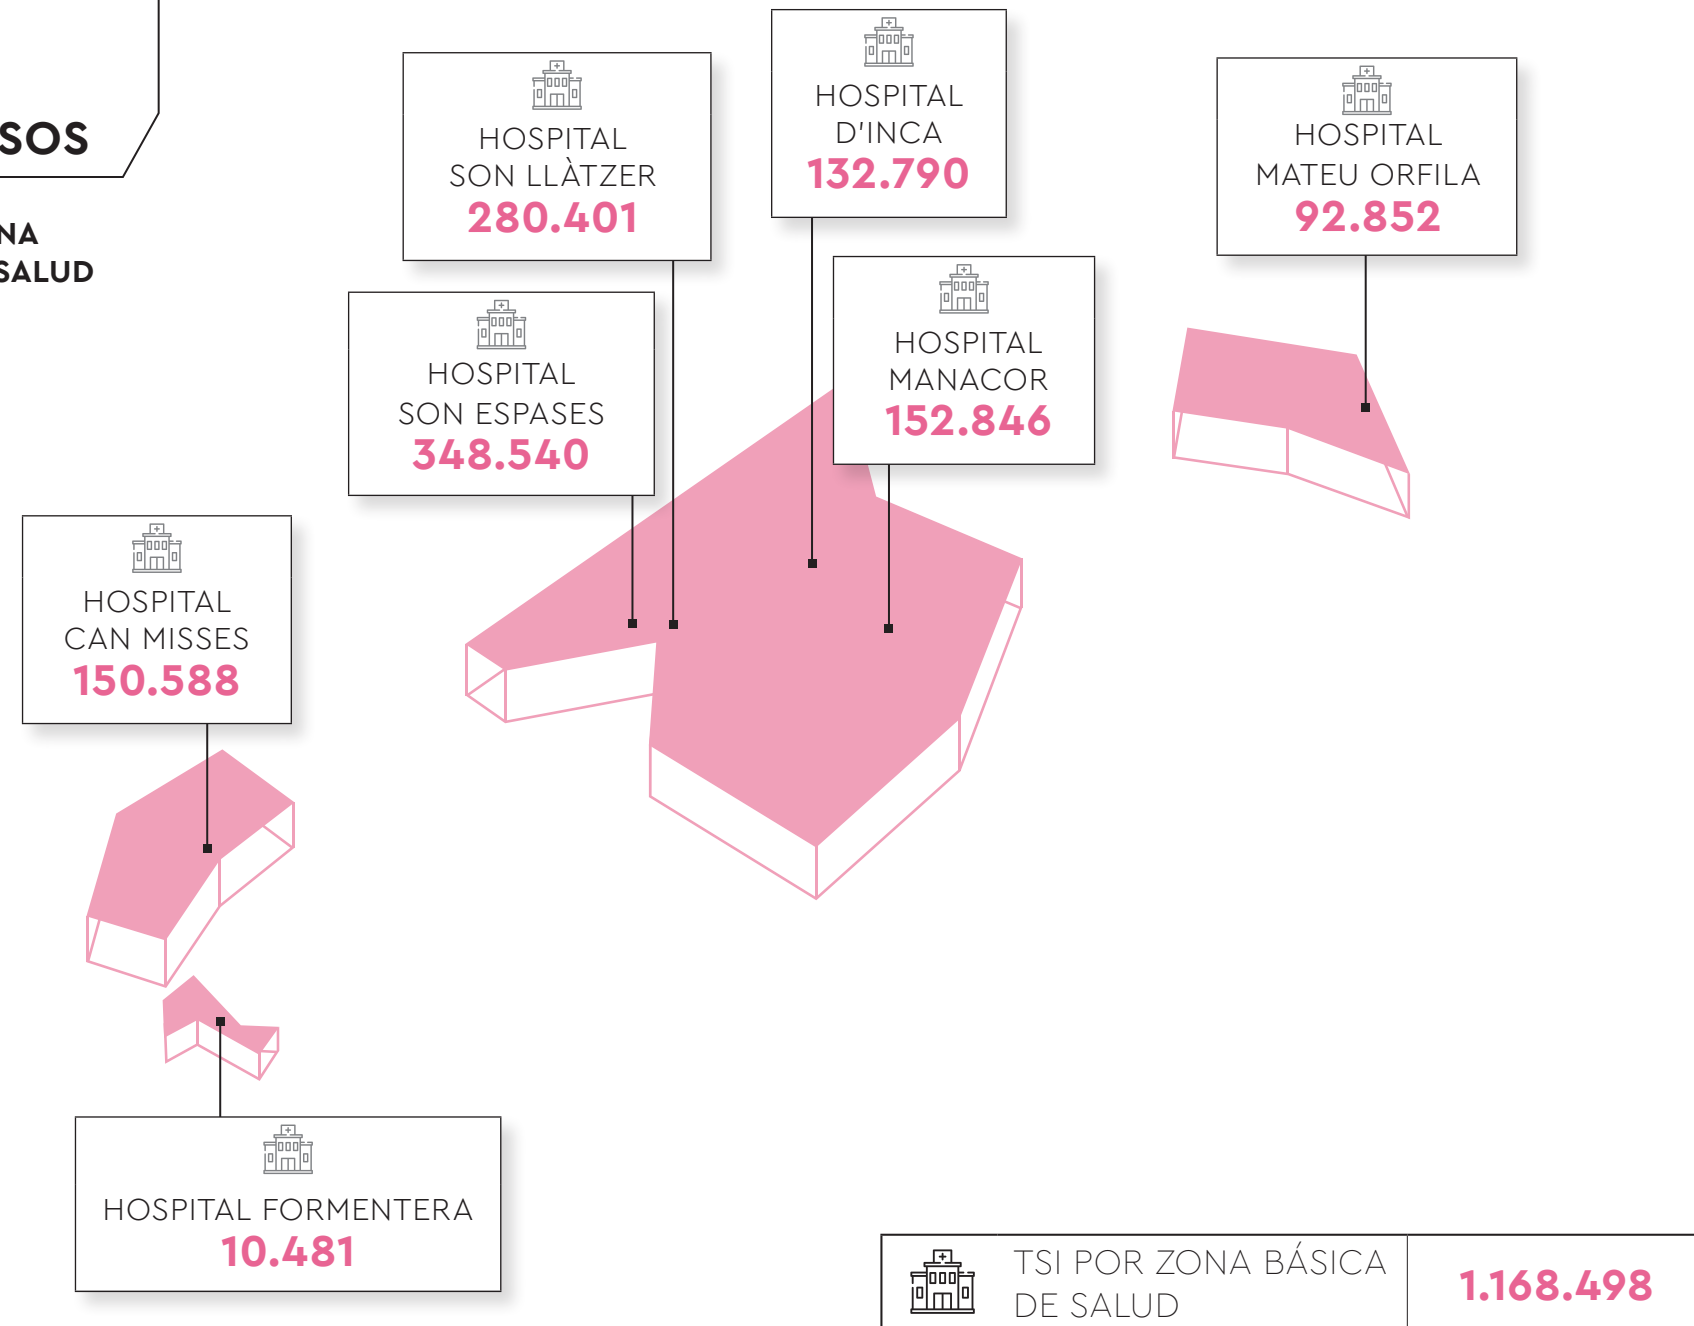 SOS
NA
SALUD
HOSPITAL
SON LLÀTZER
280.401
HOSPITAL
D'INCA
132.790
HOSPITAL
MATEU ORFILA
92.852
HOSPITAL
SON ESPASES
348.540
HOSPITAL
MANACOR
152.846
HOSPITAL
CAN MISSES
150.588
HOSPITAL FORMENTERA
10.481
TSI POR ZONA BÁSICA
DE SALUD
1.168.498